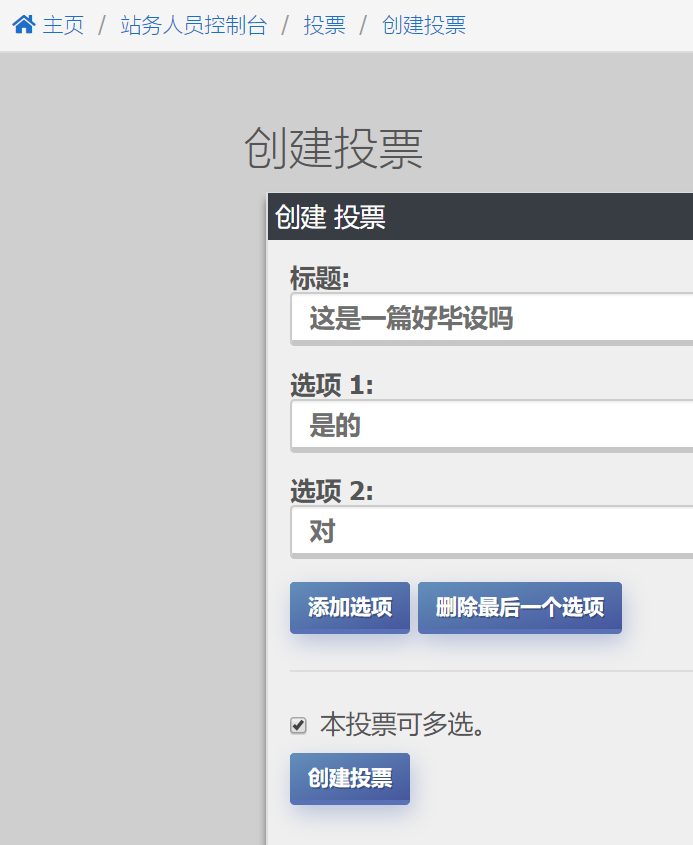 主页 / 站务人员控制台 / 投票 / 创建投票
创建投票
创建 投票
标题:
这是一篇好毕设吗
选项 1:
是的
选项 2:
对
添加选项 删除最后一个选项
本投票可多选。
创建投票